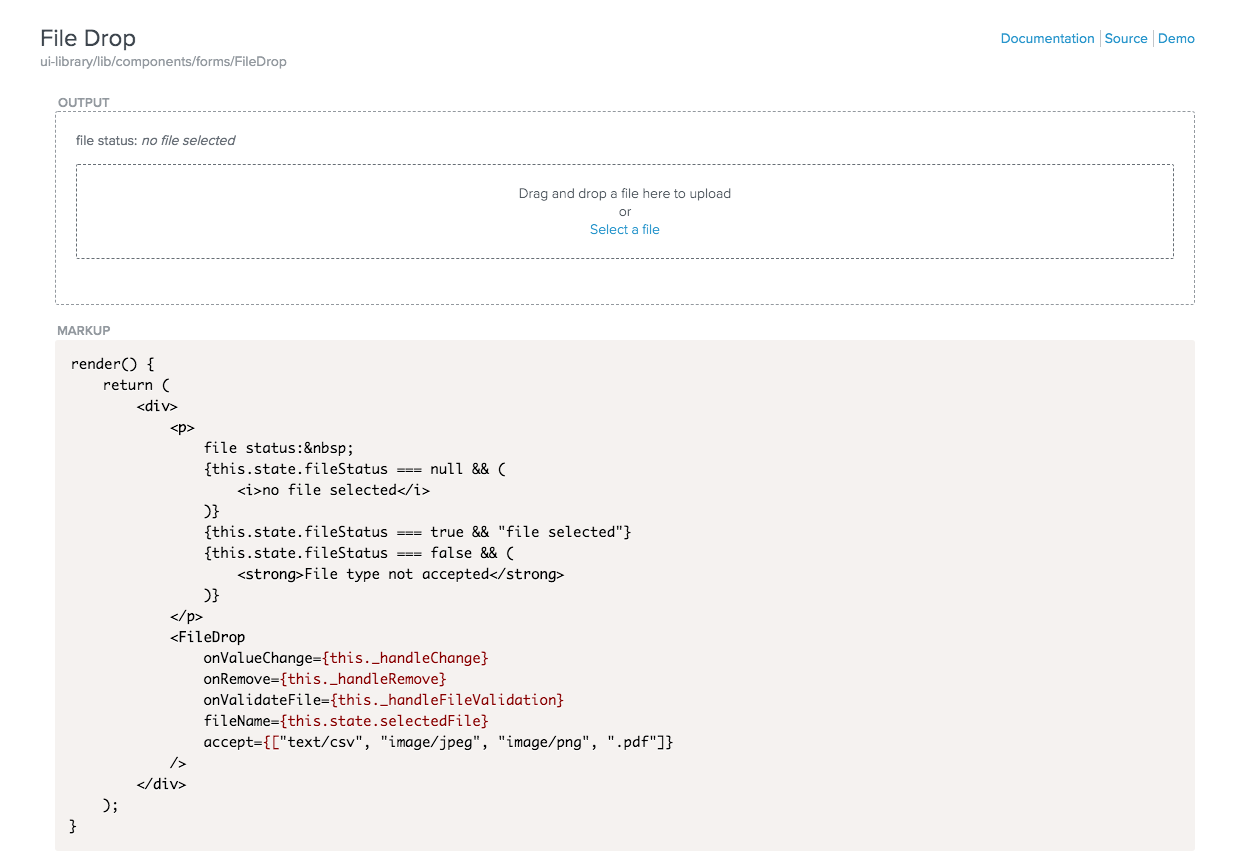 File Drop
Documentation Source Demo
ui-library/lib/components/forms/FileDrop
OUTPUT
file status: no file selected
Drag and drop a file here to upload
or
Select a file
MARKUP
render() {
    return (
        <div>
            <p>
                file status:&nbsp;
                {this.state.fileStatus === null && (
                    <i>no file selected</i>
                )}
                {this.state.fileStatus === true && "file selected"}
                {this.state.fileStatus === false && (
                    <strong>File type not accepted</strong>
                )}
            </p>
            <FileDrop
                onValueChange={this._handleChange}
                onRemove={this._handleRemove}
                onValidateFile={this._handleFileValidation}
                fileName={this.state.selectedFile}
                accept={["text/csv", "image/jpeg", "image/png", ".pdf"]}
            />
        </div>
    );
}